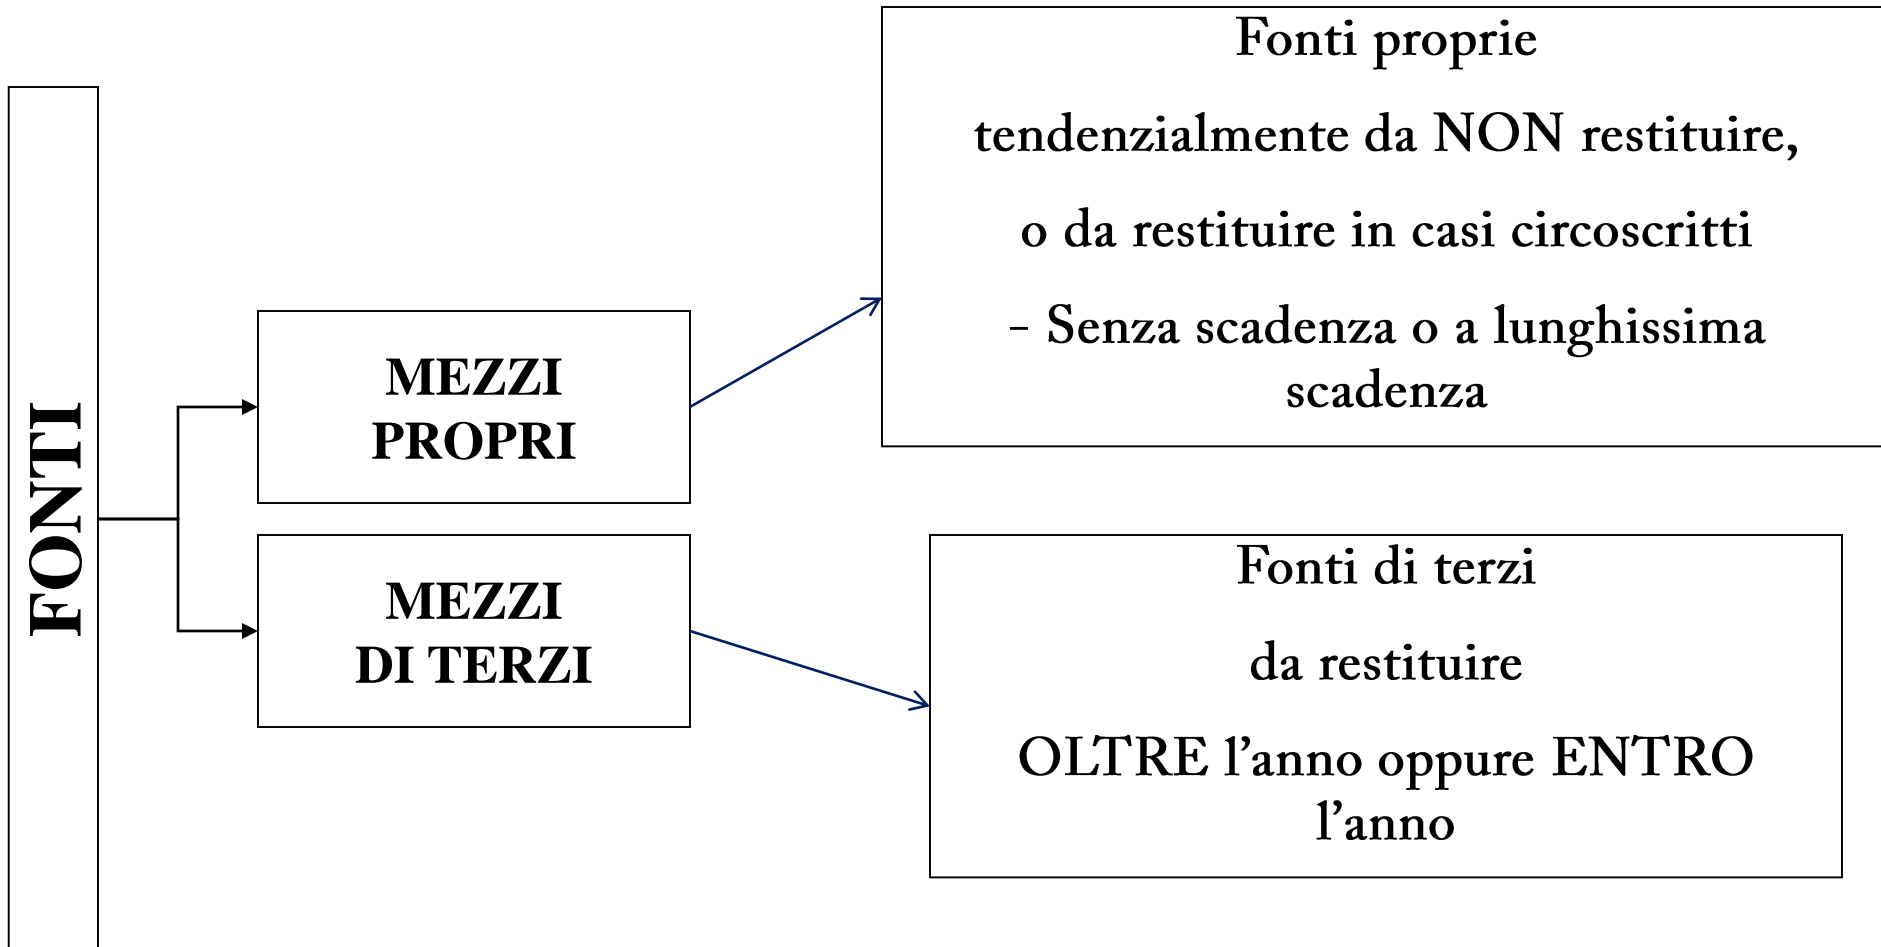 FONTI
MEZZI
PROPRI
Fonti proprie
tendenzialmente da NON restituire,
o da restituire in casi circoscritti
- Senza scadenza o a lunghissima
scadenza
MEZZI
DI TERZI
Fonti di terzi
da restituire
OLTRE l’anno oppure ENTRO
l’anno